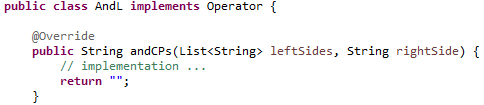 public class AndL implements Operator {
@Override
public String andCPs(List<String> leftSides, String rightSide) {
// implementation ...
return "";
}